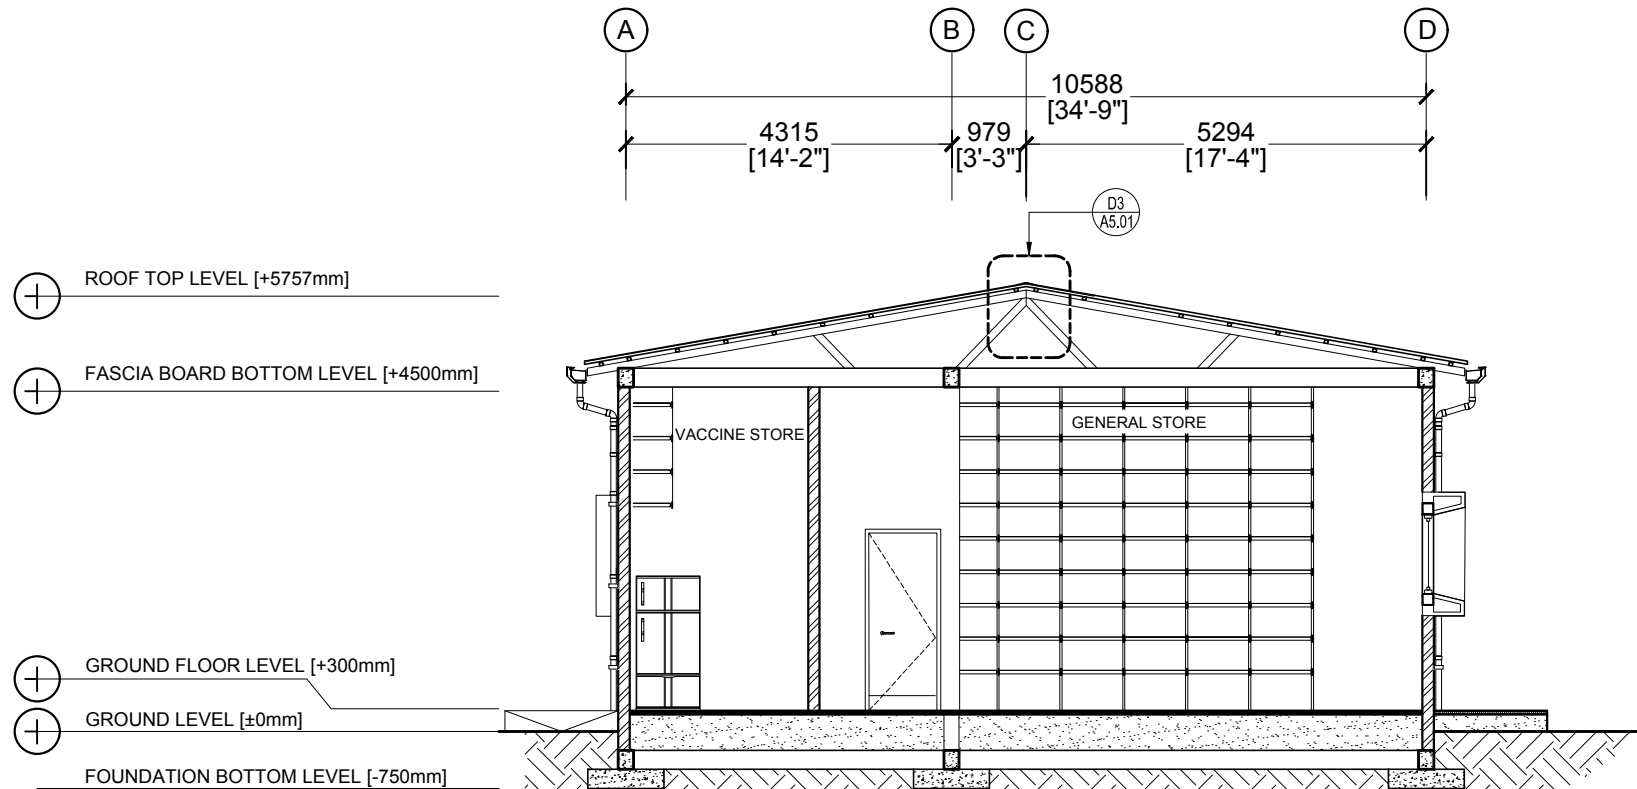 A
B
C
D
10588
[34'-9"]
4315
[14'-2"]
979
[3'-3"]
5294
[17'-4"]
D3
A5.01
ROOF TOP LEVEL [+5757mm]
FASCIA BOARD BOTTOM LEVEL [+4500mm]
VACCINE STORE
GENERAL STORE
GROUND FLOOR LEVEL [+300mm]
GROUND LEVEL [±0mm]
FOUNDATION BOTTOM LEVEL [-750mm]